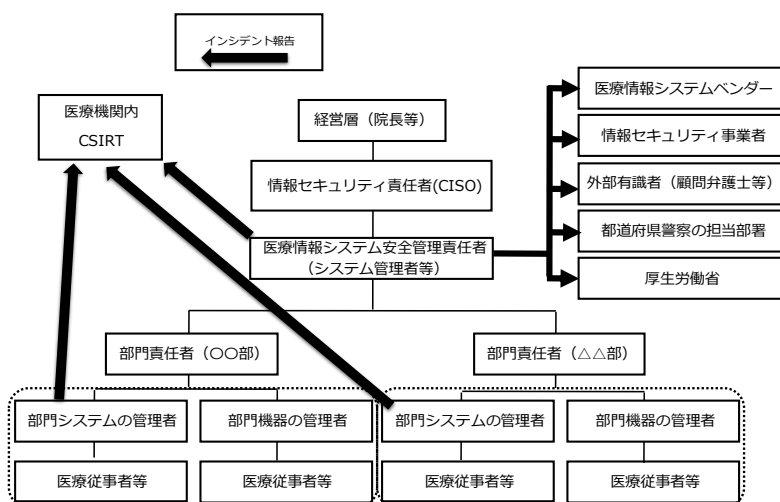 インシデント報告
医療機関内
CSIRT
経営層（院長等）
情報セキュリティ責任者(CISO)
医療情報システム安全管理責任者
（システム管理者等）
医療情報システムベンダー
情報セキュリティ事業者
外部有識者（顧問弁護士等）
都道府県警察の担当部署
厚生労働省
部門責任者（〇〇部）
部門責任者（△△部）
部門システムの管理者
部門機器の管理者
部門システムの管理者
部門機器の管理者
医療従事者等
医療従事者等
医療従事者等
医療従事者等